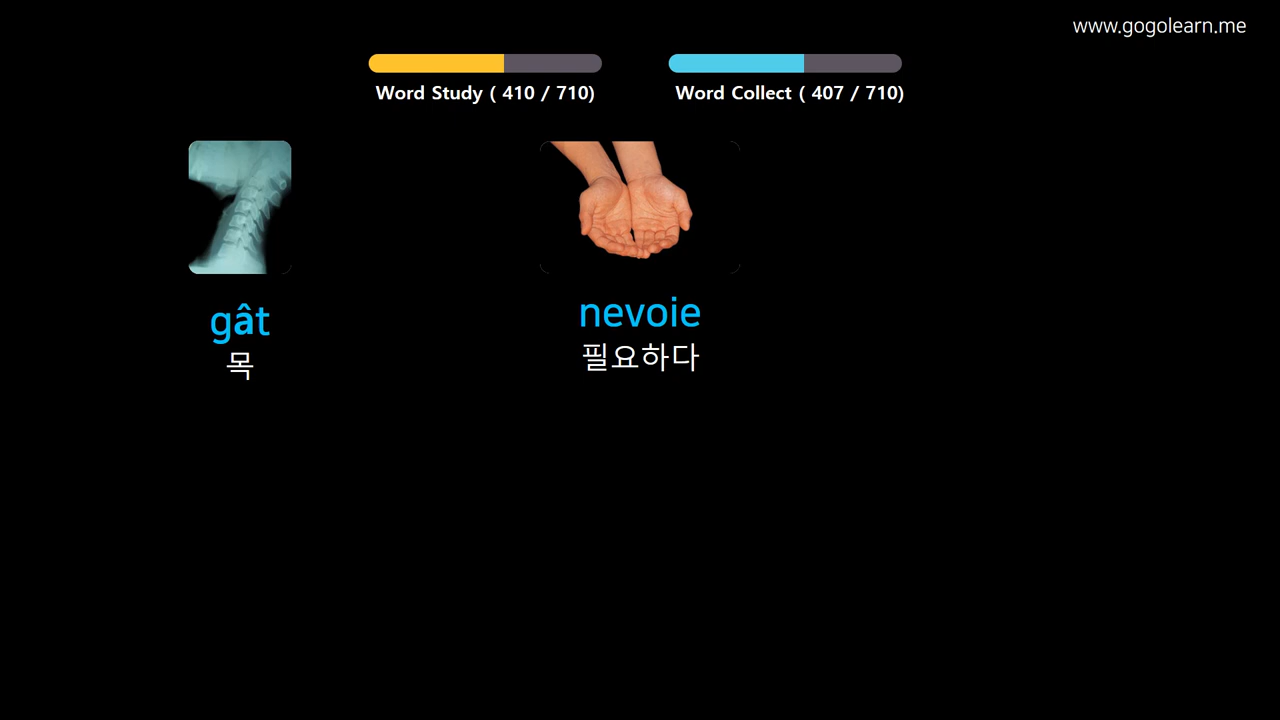 www.gogolearn.me
Word Study ( 410 / 710)
Word Collect ( 407 / 710)
gât
목
nevoie
필요하다